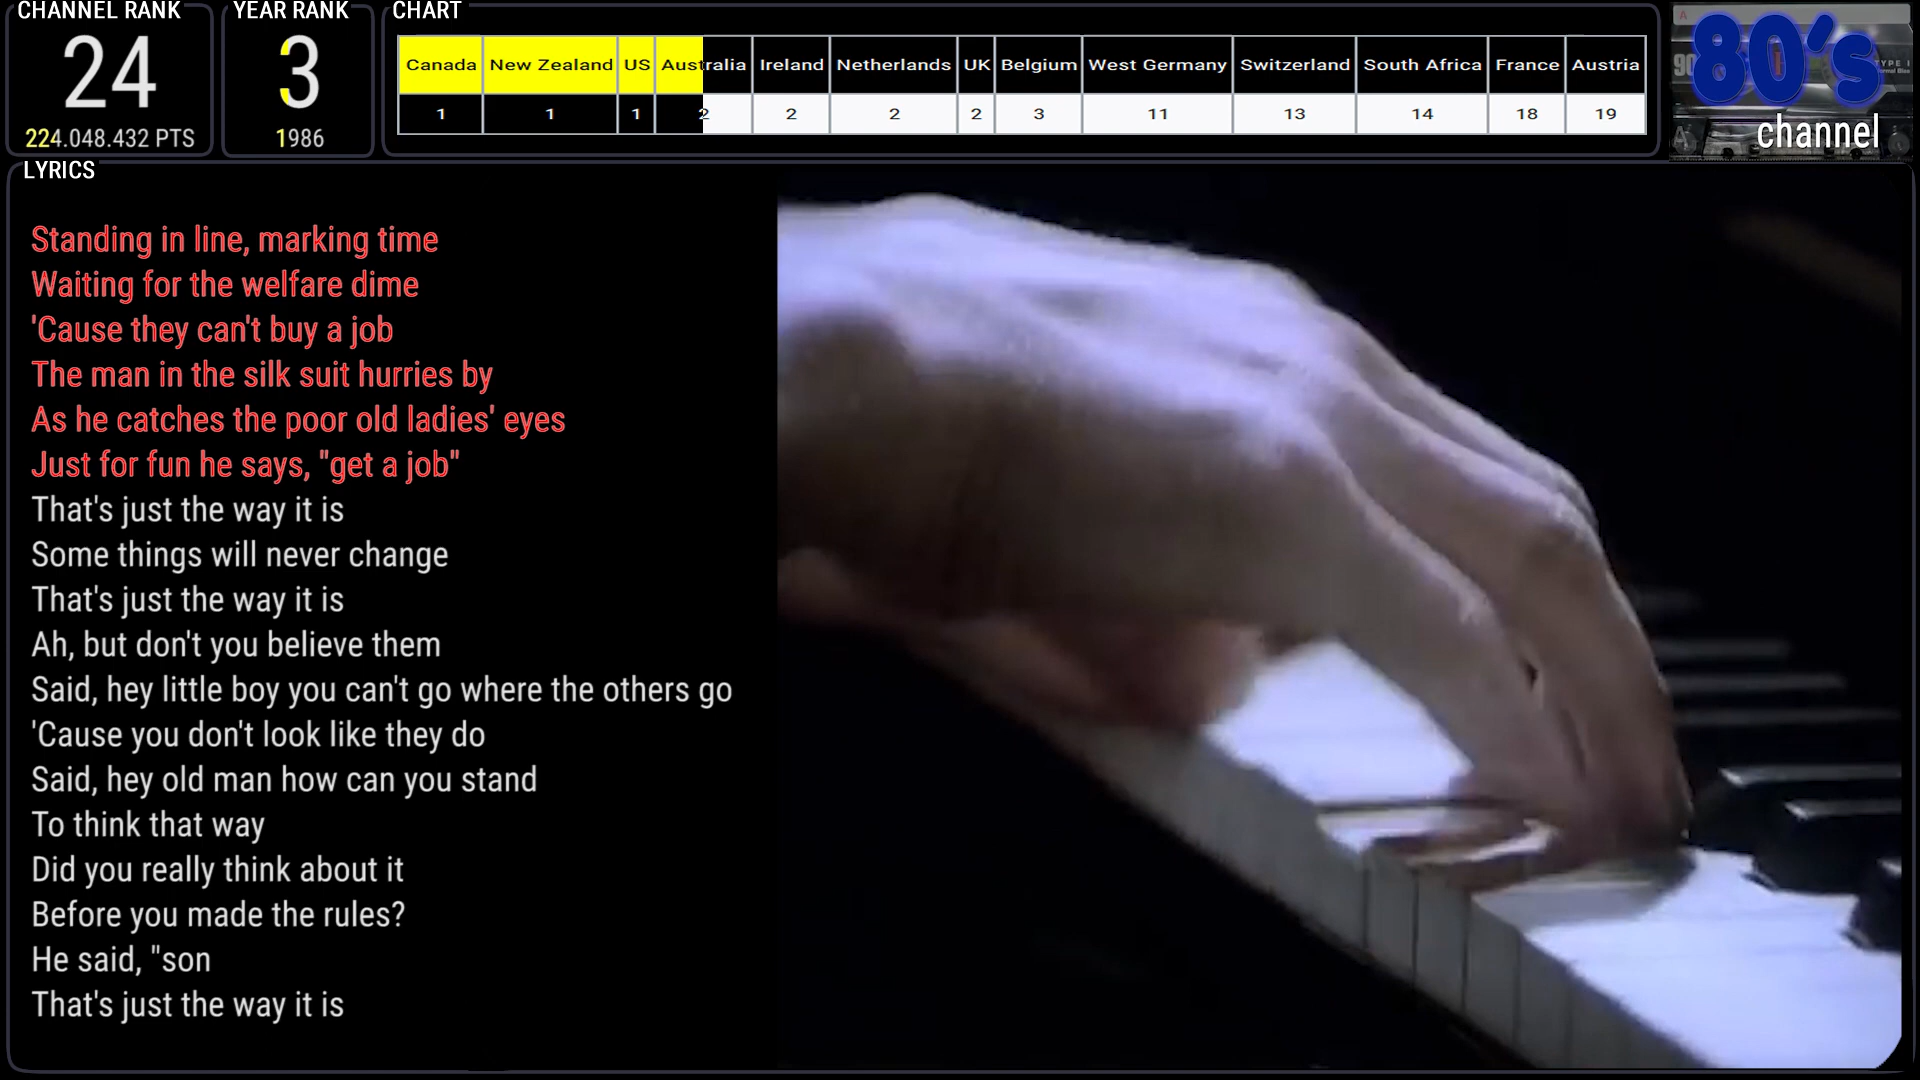 CHANNEL RANK
24
224.048.432 PTS
YEAR RANK
3
1986
CHART
Canada New Zealand US Australia Ireland Netherlands UK Belgium West Germany Switzerland South Africa France Austria
1 1 1 2 2 2 2 3 11 13 14 18 19
80's
channel
A
90
TYPE I
LYRICS
Standing in line, marking time
Waiting for the welfare dime
'Cause they can't buy a job
The man in the silk suit hurries by
As he catches the poor old ladies' eyes
Just for fun he says, "get a job"
That's just the way it is
Some things will never change
That's just the way it is
Ah, but don't you believe them
Said, hey little boy you can't go where the others go
'Cause you don't look like they do
Said, hey old man how can you stand
To think that way
Did you really think about it
Before you made the rules?
He said, "son
That's just the way it is